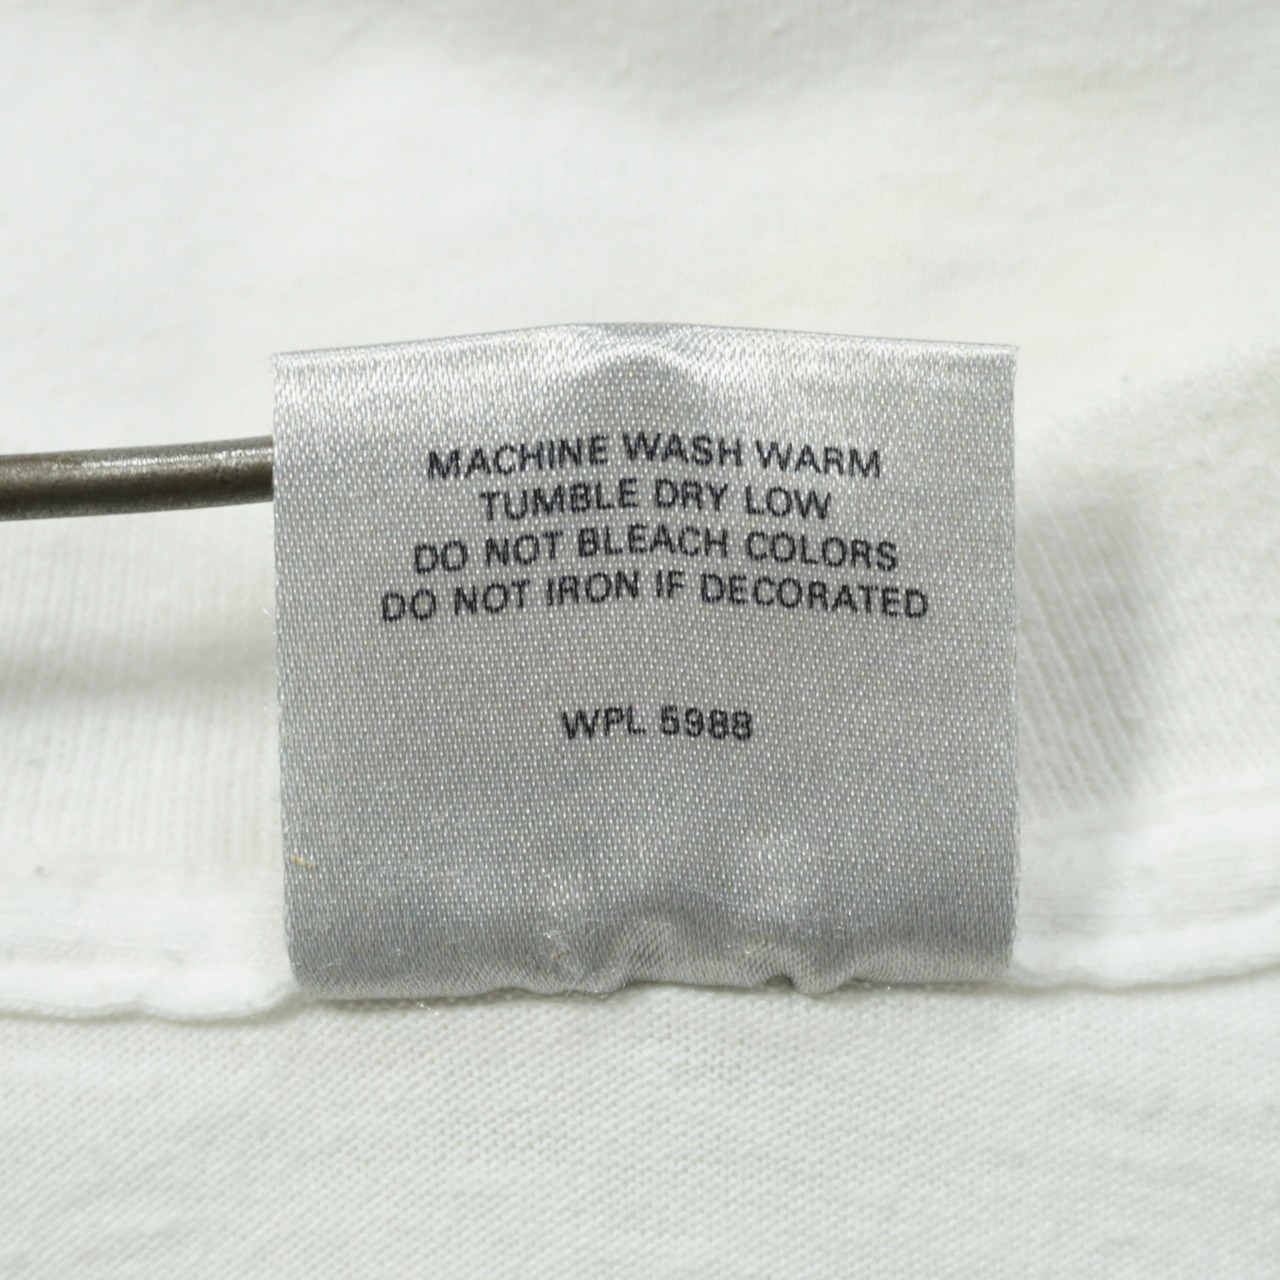 MACHINE WASH WARM
TUMBLE DRY LOW
DO NOT BLEACH COLORS
DO NOT IRON IF DECORATED
WPL 5988